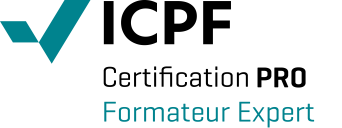 ICPF
Certification PRO
Formateur Expert